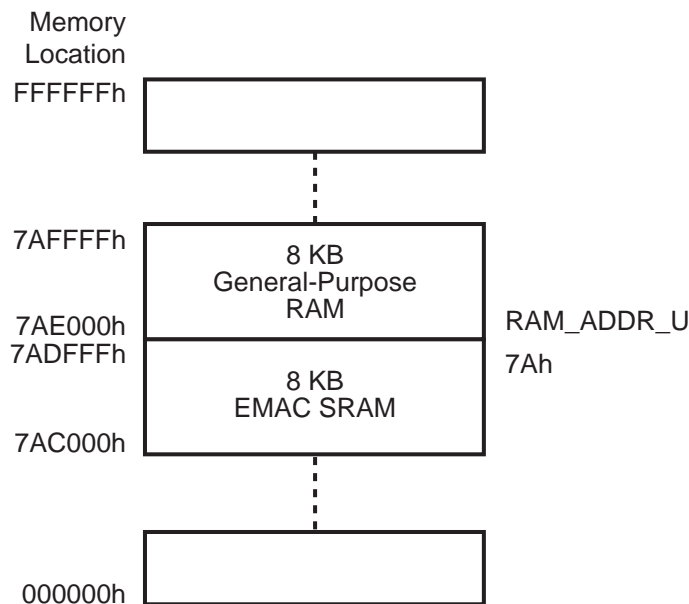 Memory
Location
FFFFFFh
7AFFFFh
8 KB
General-Purpose
RAM
7AE000h
RAM_ADDR_U
7ADFFFh
7Ah
8 KB
EMAC SRAM
7AC000h
000000h